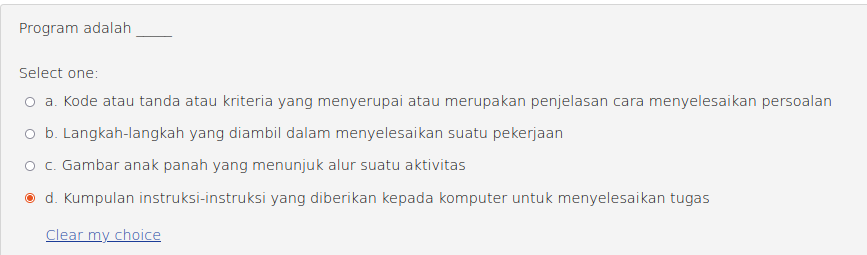 Program adalah _____
Select one:
a. Kode atau tanda atau kriteria yang menyerupai atau merupakan penjelasan cara menyelesaikan persoalan
b. Langkah-langkah yang diambil dalam menyelesaikan suatu pekerjaan
c. Gambar anak panah yang menunjuk alur suatu aktivitas
d. Kumpulan instruksi-instruksi yang diberikan kepada komputer untuk menyelesaikan tugas
Clear my choice